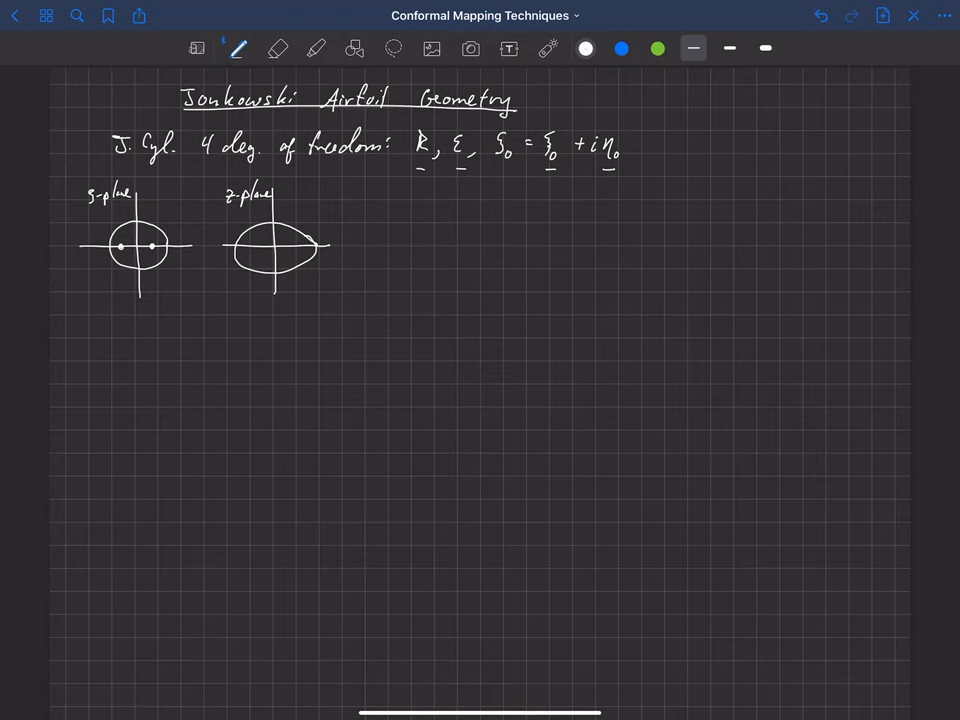 Conformal Mapping Techniques
Joukowski Airfoil Geometry
J. Cyl. 4 deg. of freedom: R, ε, ζ₀ = ξ₀ + iη₀
ζ-plane z-plane